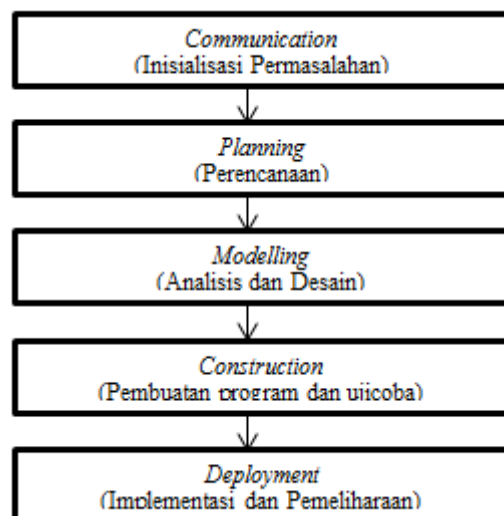 Communication
(Inisialisasi Permasalahan)
Planning
(Perencanaan)
Modelling
(Analisis dan Desain)
Construction
(Pembuatan program dan ujicoba)
Deployment
(Implementasi dan Pemeliharaan)